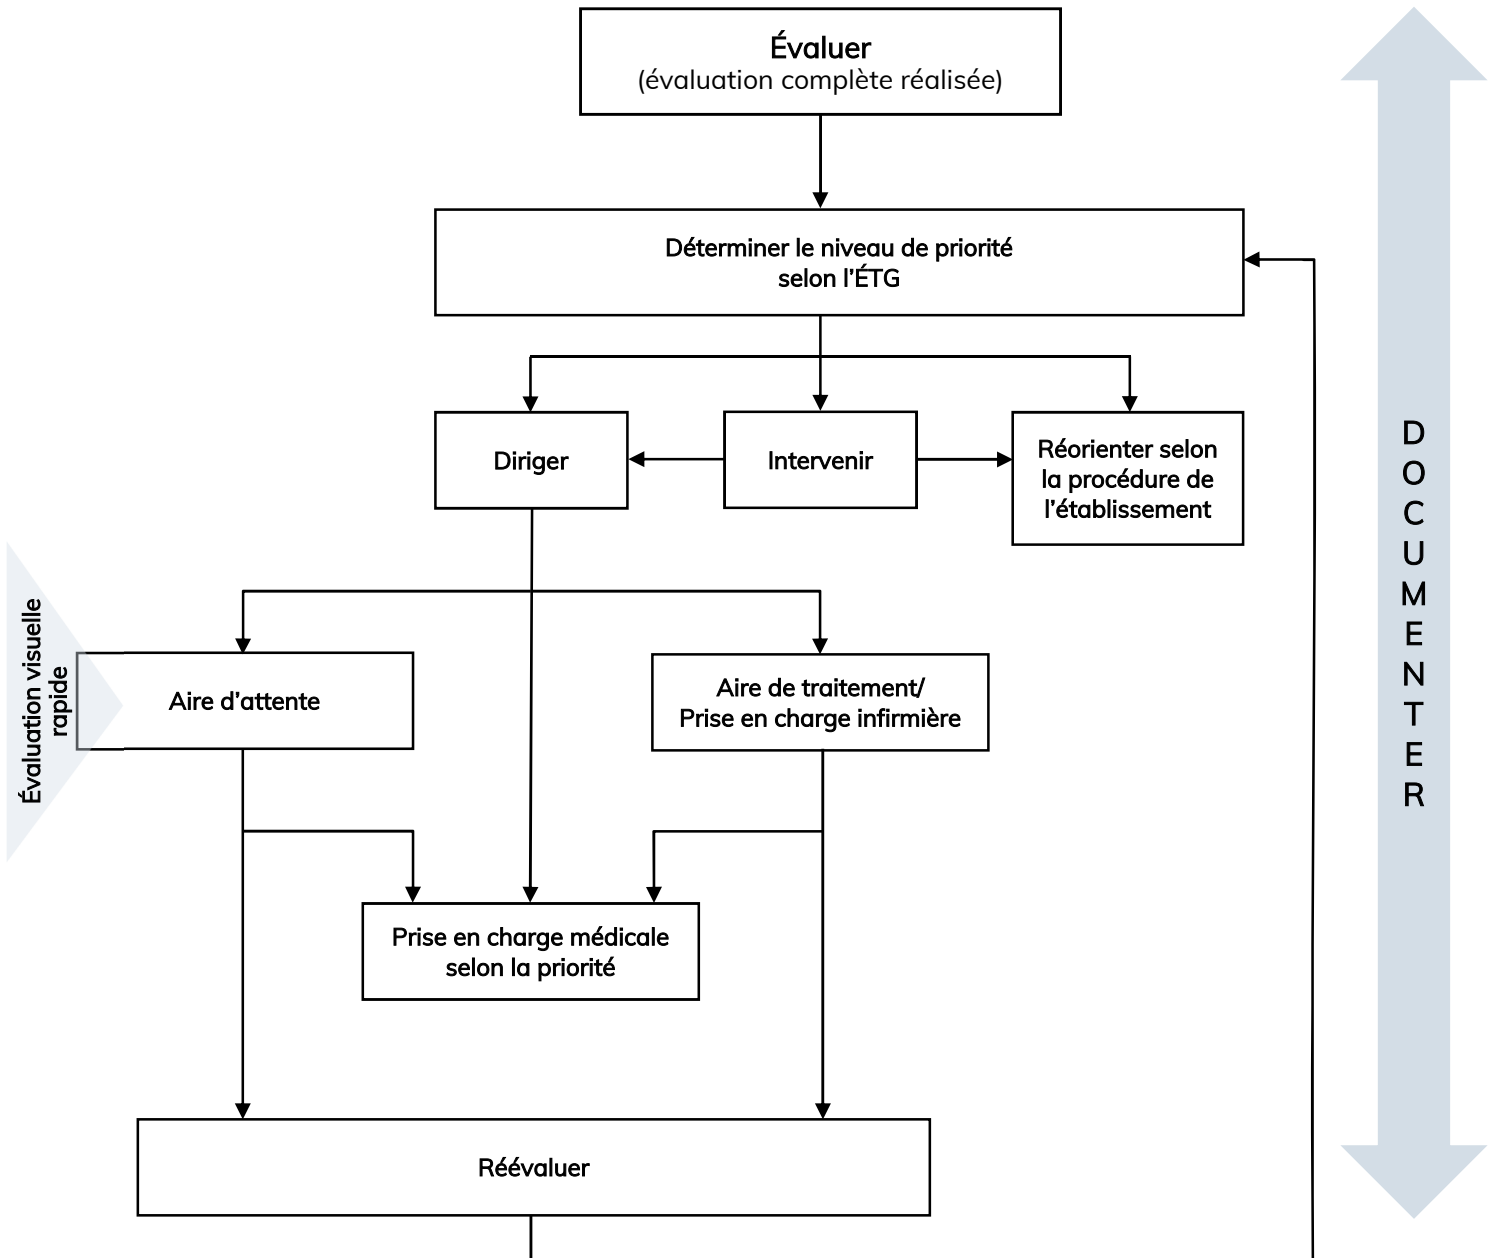 Évaluer
(évaluation complète réalisée)
Déterminer le niveau de priorité
selon l'ÉTG
Diriger
Intervenir
Réorienter selon
la procédure de
l'établissement
Évaluation visuelle
rapide
Aire d'attente
Aire de traitement/
Prise en charge infirmière
Prise en charge médicale
selon la priorité
Réévaluer
D
O
C
U
M
E
N
T
E
R